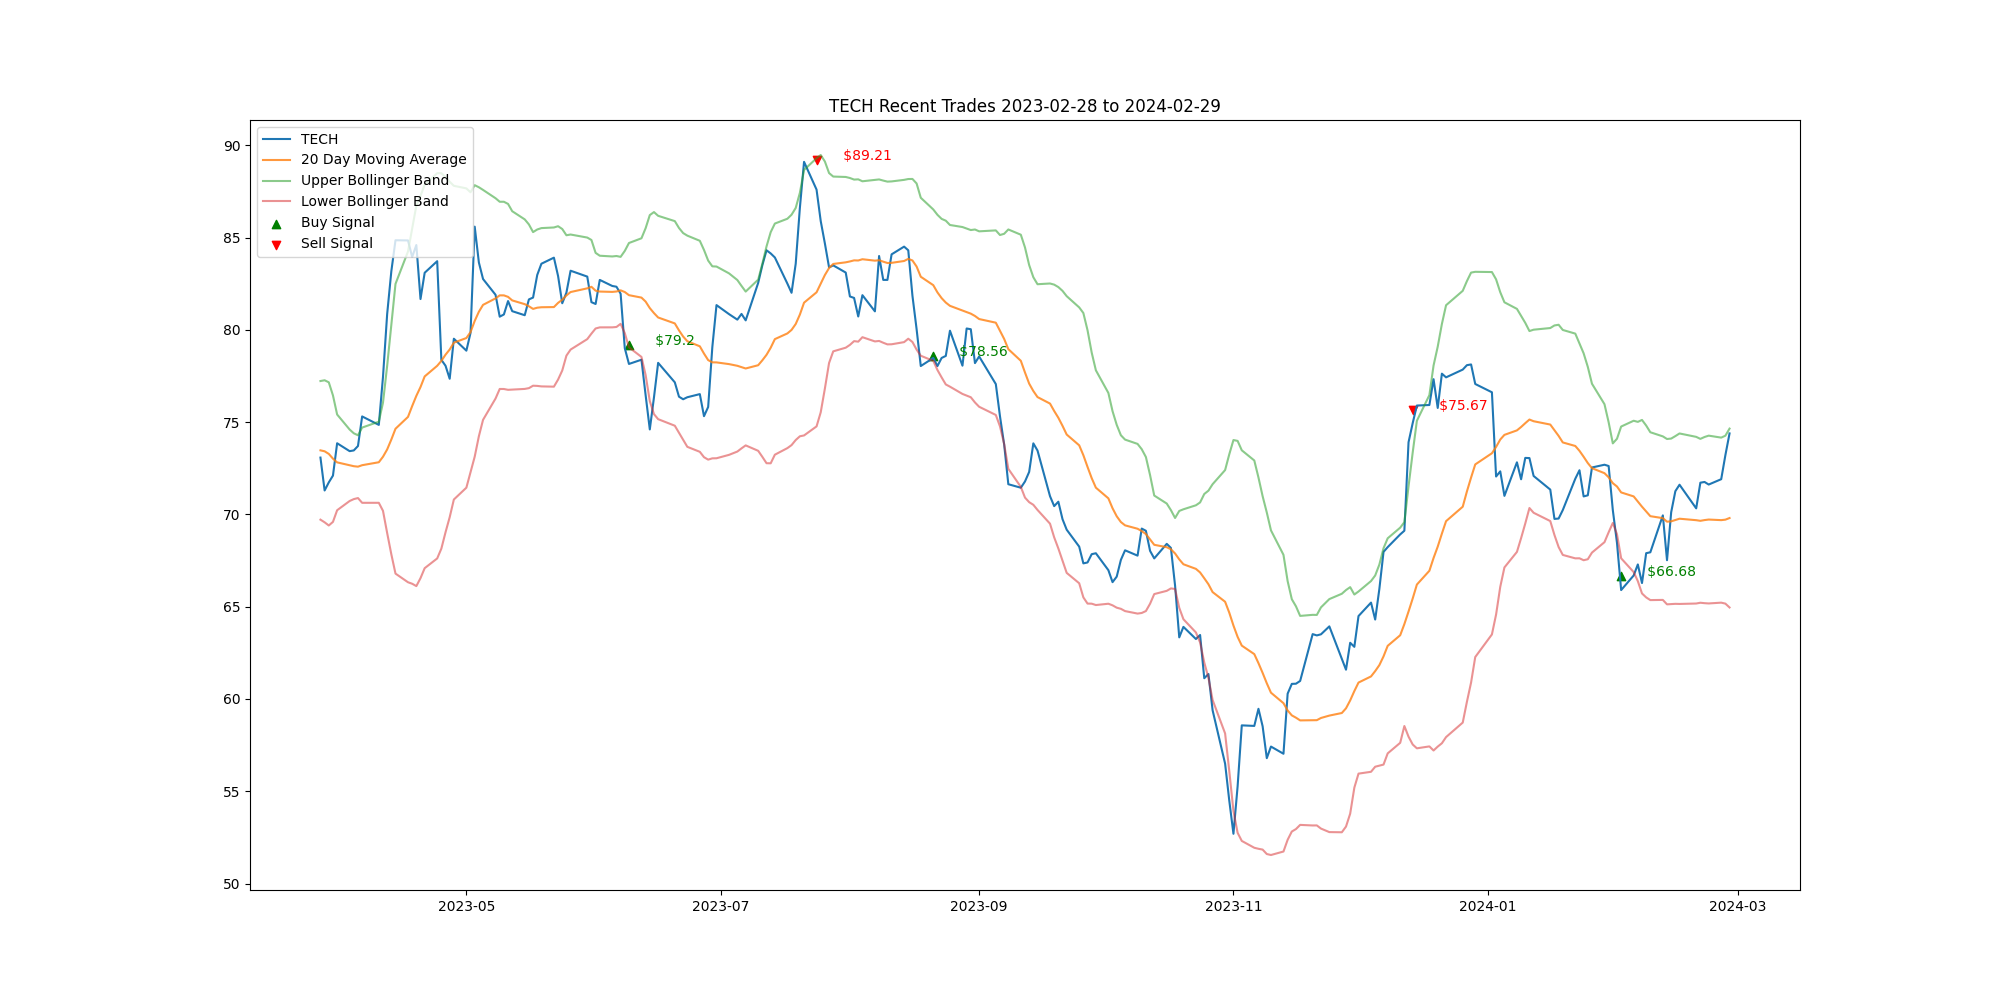 TECH Recent Trades 2023-02-28 to 2024-02-29
TECH
20 Day Moving Average
Upper Bollinger Band
Lower Bollinger Band
Buy Signal
Sell Signal
$89.21
$79.2
$78.56
$75.67
$66.68
90
85
80
75
70
65
60
55
50
2023-05
2023-07
2023-09
2023-11
2024-01
2024-03